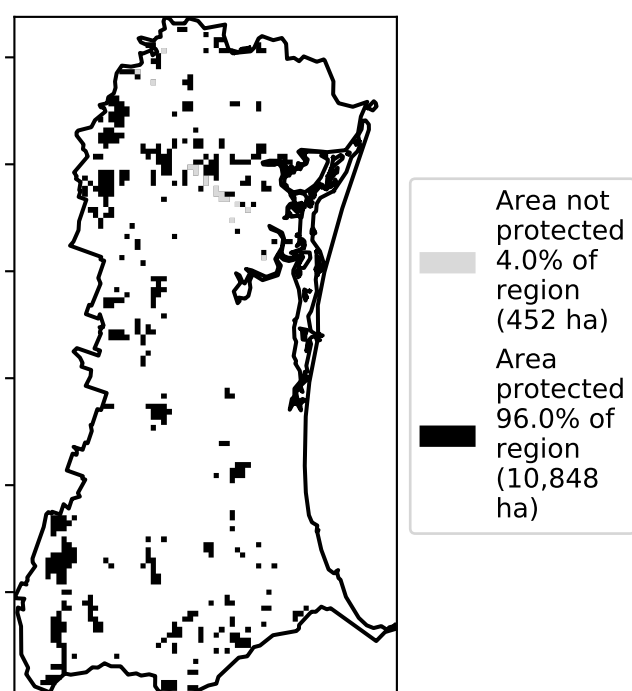 Area not
protected
4.0% of
region
(452 ha)
Area
protected
96.0% of
region
(10,848
ha)